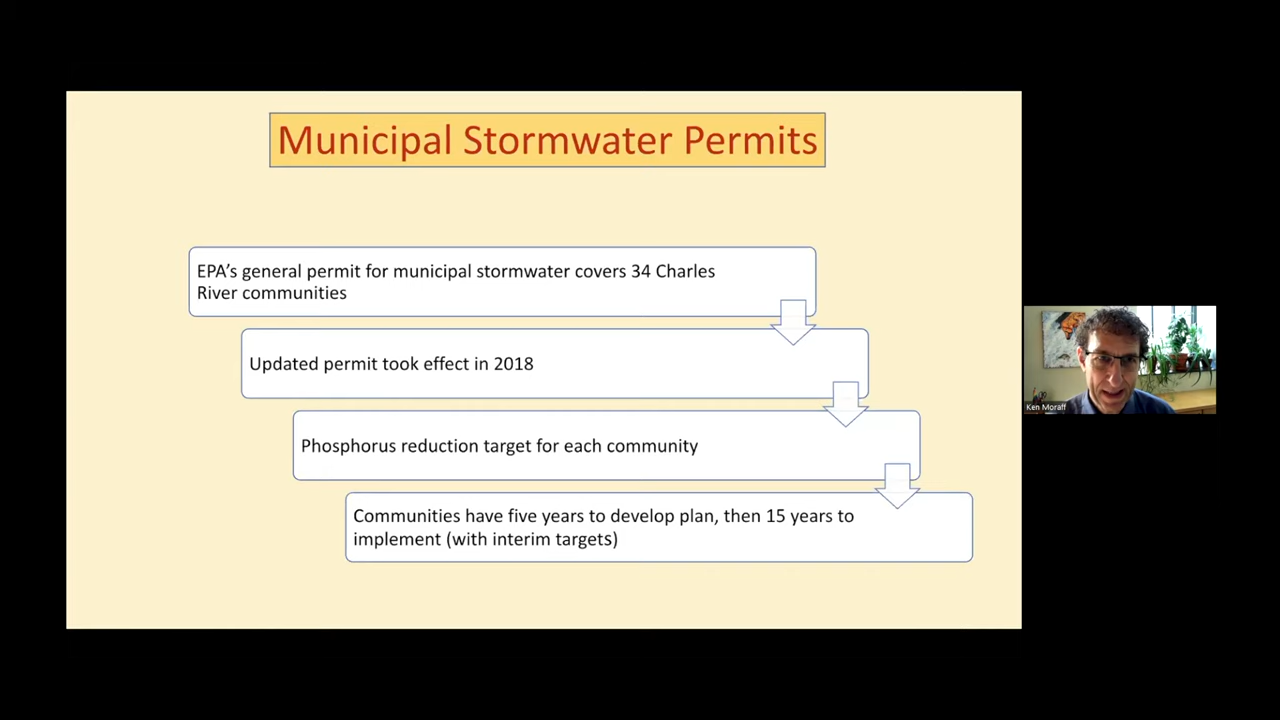 Municipal Stormwater Permits
EPA’s general permit for municipal stormwater covers 34 Charles
River communities
Updated permit took effect in 2018
Phosphorus reduction target for each community
Communities have five years to develop plan, then 15 years to
implement (with interim targets)
Ken Moraff